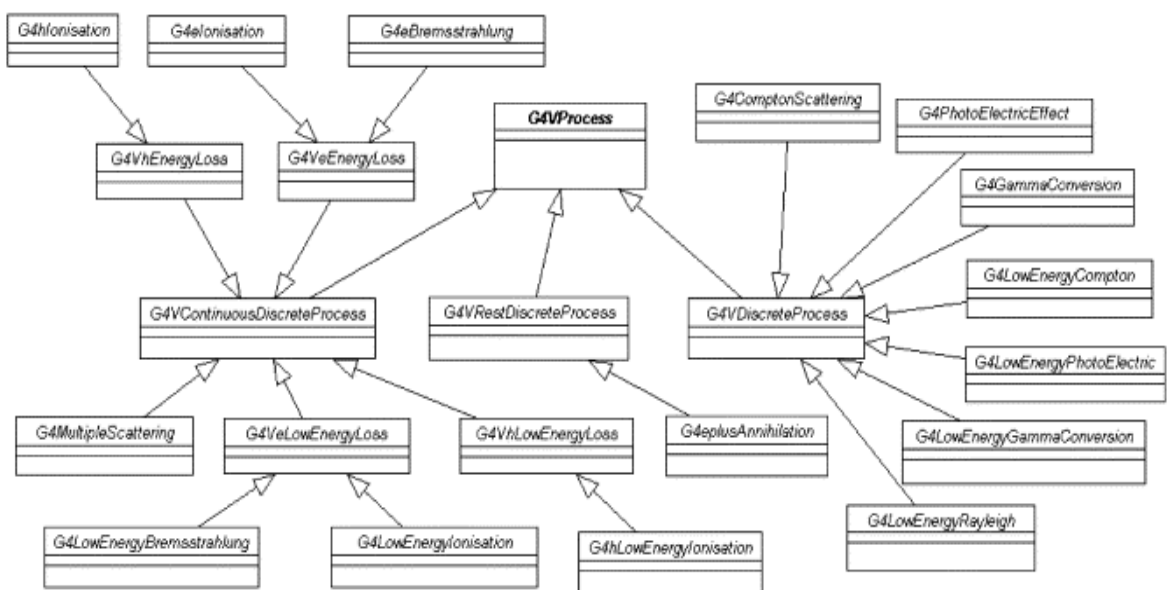 G4hIonisation
G4eIonisation
G4eBremsstrahlung
G4VProcess
G4ComptonScattering
G4PhotoElectricEffect
G4VhEnergyLoss
G4VeEnergyLoss
G4GammaConversion
G4LowEnergyCompton
G4VContinuousDiscreteProcess
G4VRestDiscreteProcess
G4VDiscreteProcess
G4LowEnergyPhotoElectric
G4MultipleScattering
G4VeLowEnergyLoss
G4VhLowEnergyLoss
G4eplusAnnihilation
G4LowEnergyGammaConversion
G4LowEnergyBremsstrahlung
G4LowEnergyIonisation
G4hLowEnergyIonisation
G4LowEnergyRayleigh